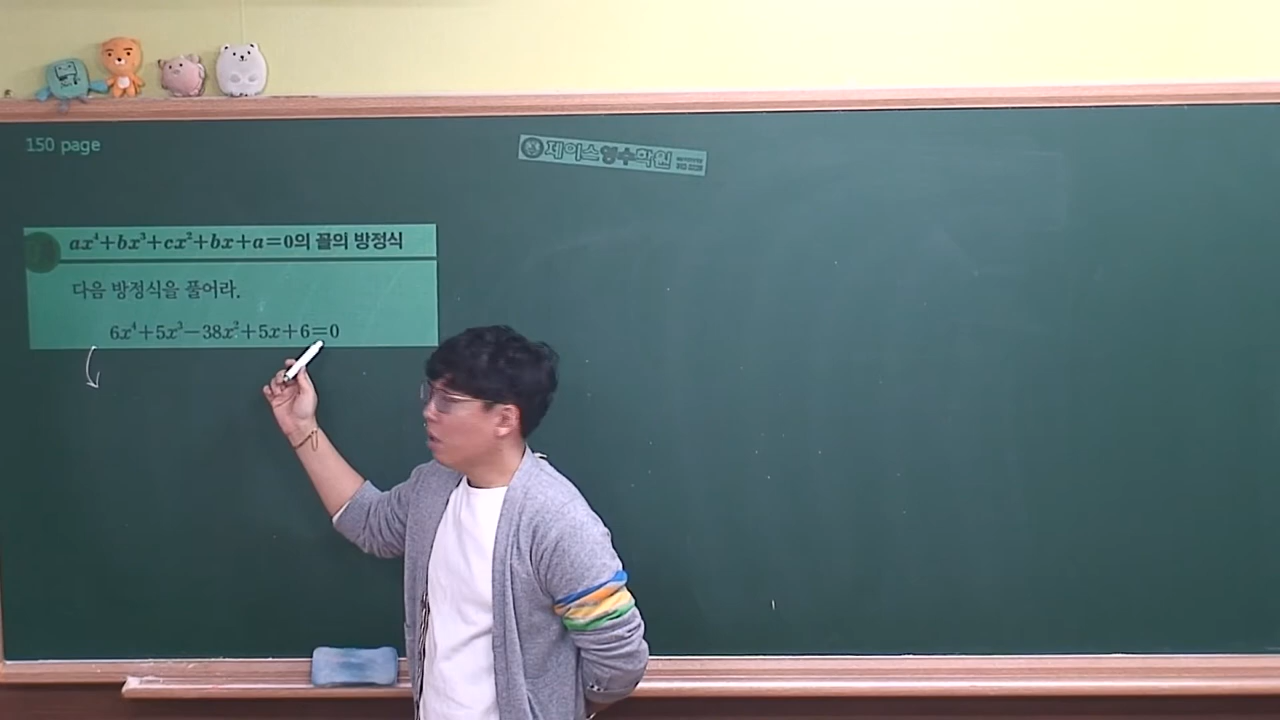 150 page
제이스영수학원
ax⁴+bx³+cx²+bx+a=0의 꼴의 방정식
다음 방정식을 풀어라.
6x⁴+5x³−38x²+5x+6=0